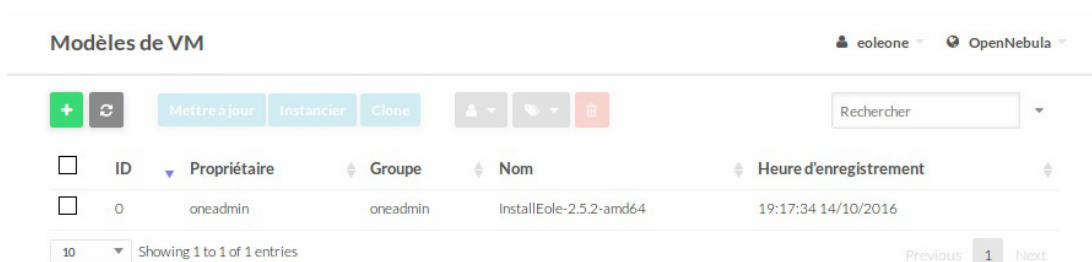 Modèles de VM eoleone OpenNebula
+ Mettre à jour Instancier Clone Rechercher
ID Propriétaire Groupe Nom Heure d'enregistrement
0 oneadmin oneadmin InstallEole-2.5.2-amd64 19:17:34 14/10/2016
10 Showing 1 to 1 of 1 entries Previous 1 Next